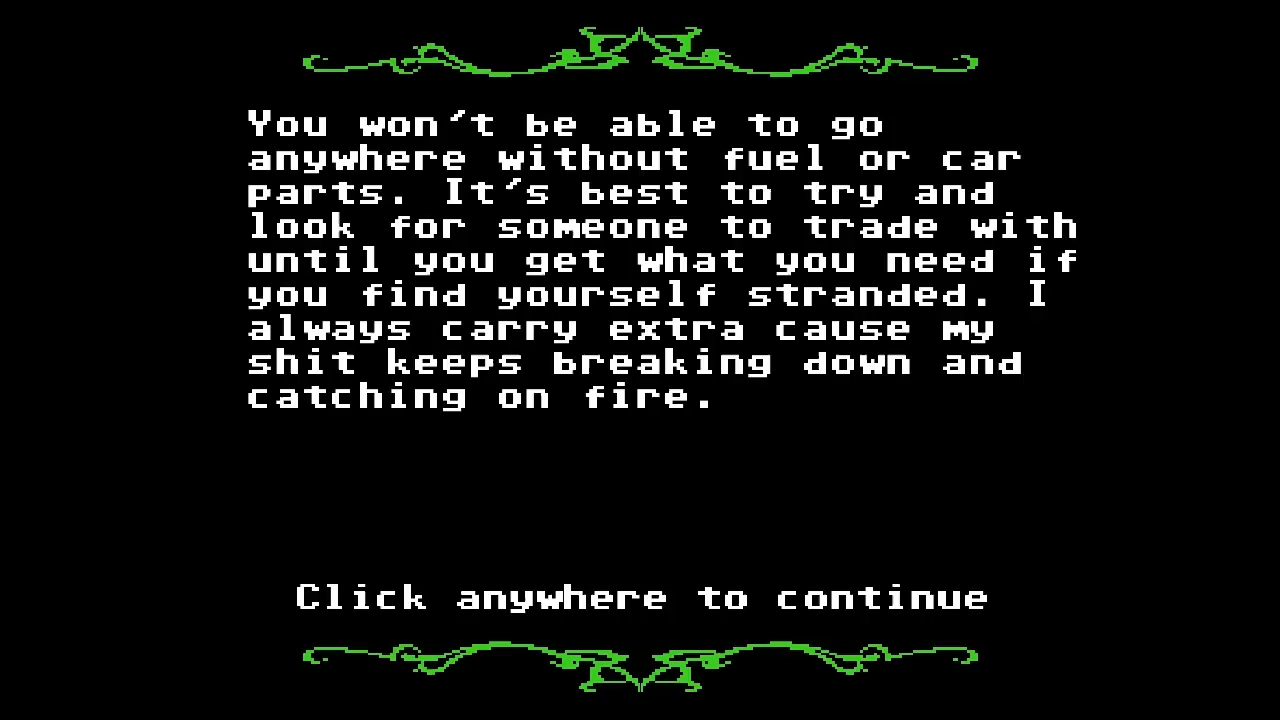 You won't be able to go
anywhere without fuel or car
parts. It's best to try and
look for someone to trade with
until you get what you need if
you find yourself stranded. I
always carry extra cause my
shit keeps breaking down and
catching on fire.
Click anywhere to continue